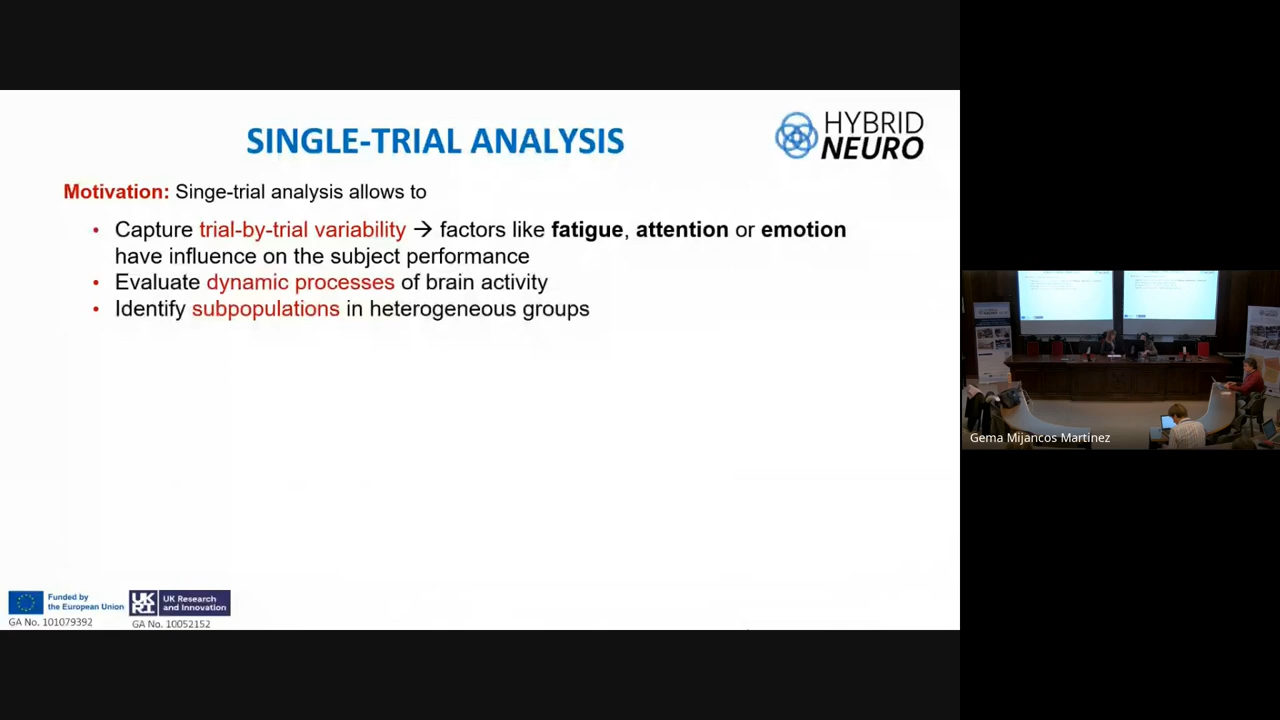 SINGLE-TRIAL ANALYSIS
HYBRID
NEURO
Motivation: Singe-trial analysis allows to
• Capture trial-by-trial variability → factors like fatigue, attention or emotion
have influence on the subject performance
• Evaluate dynamic processes of brain activity
• Identify subpopulations in heterogeneous groups
Gema Mijancos Martinez
Funded by
the European Union
GA No. 101079392
UK
RI
UK Research
and Innovation
GA No. 10052152